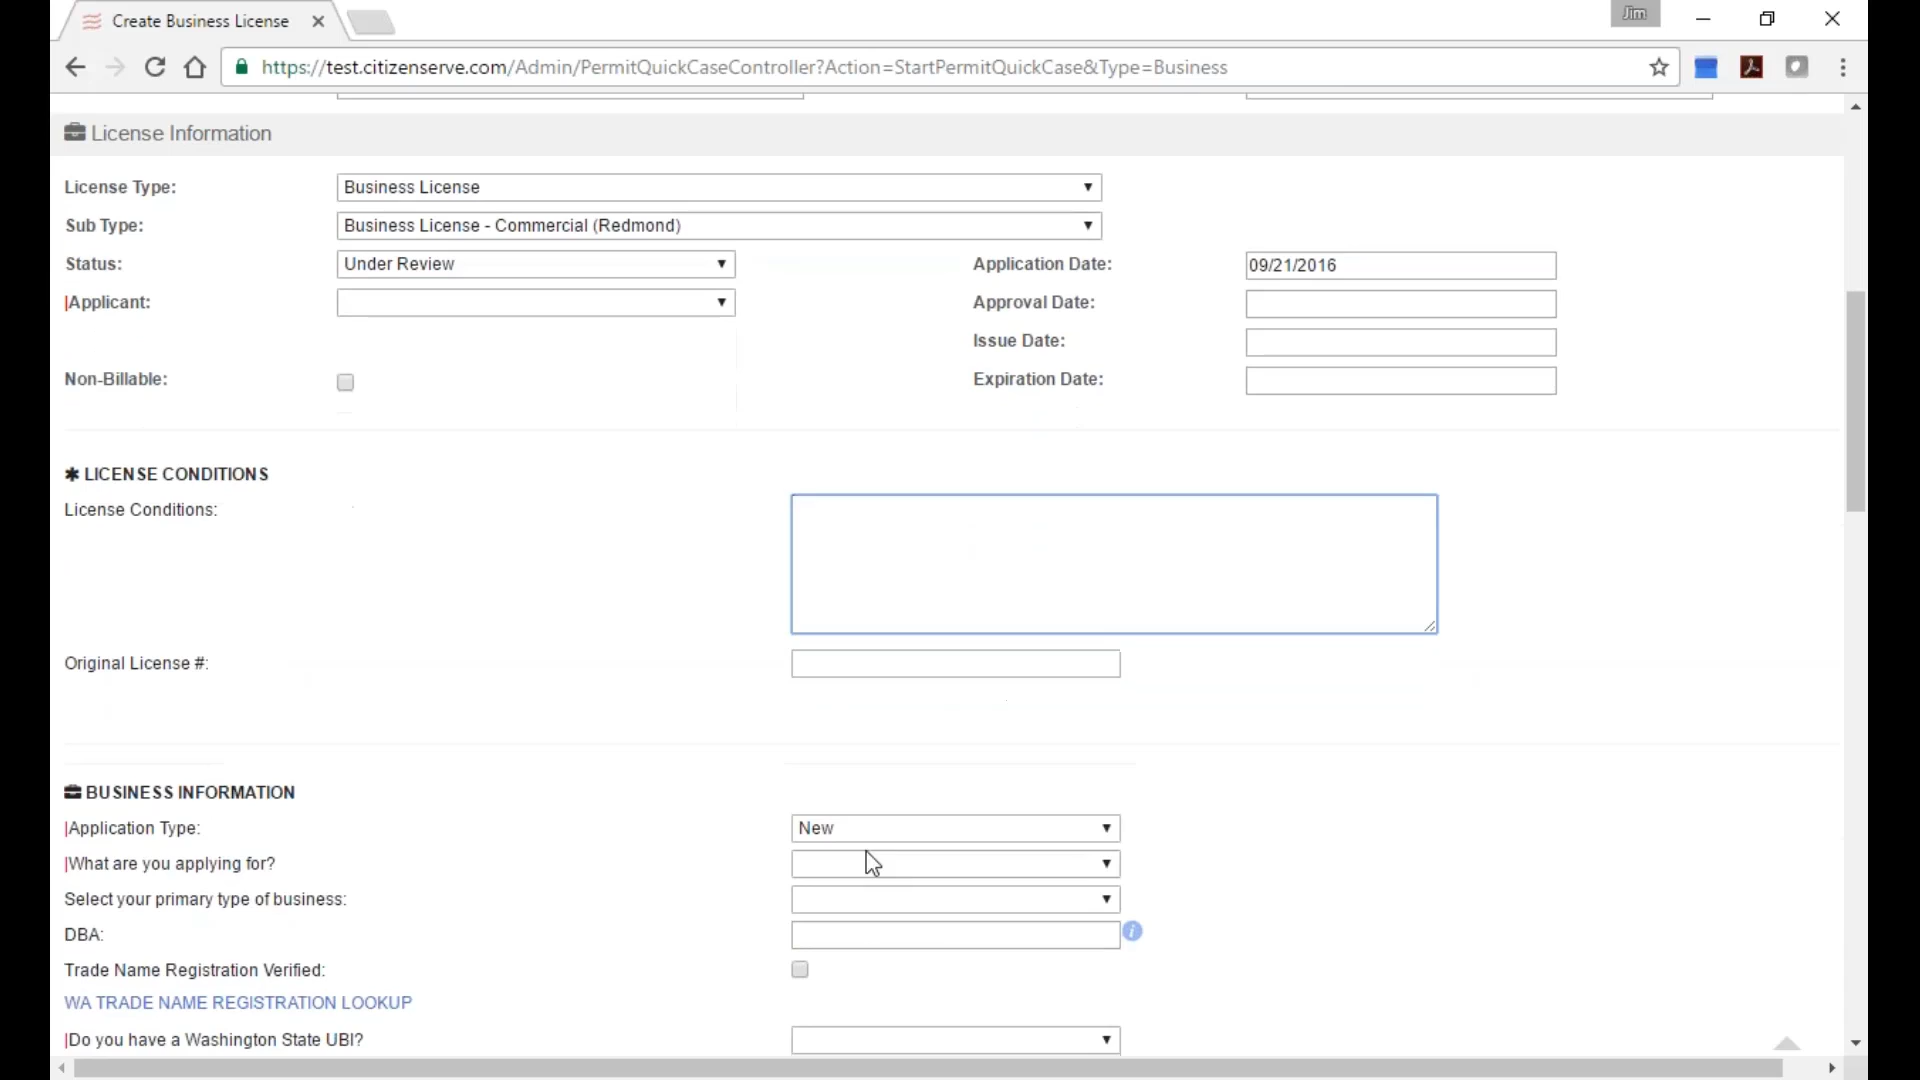 Create Business License
Jim
https://test.citizenserve.com/Admin/PermitQuickCaseController?Action=StartPermitQuickCase&Type=Business
License Information
License Type: Business License
Sub Type: Business License - Commercial (Redmond)
Status: Under Review Application Date: 09/21/2016
|Applicant: Approval Date:
Issue Date:
Non-Billable: Expiration Date:
✱ LICENSE CONDITIONS
License Conditions:
Original License #:
BUSINESS INFORMATION
|Application Type: New
|What are you applying for?
Select your primary type of business:
DBA: i
Trade Name Registration Verified:
WA TRADE NAME REGISTRATION LOOKUP
|Do you have a Washington State UBI?